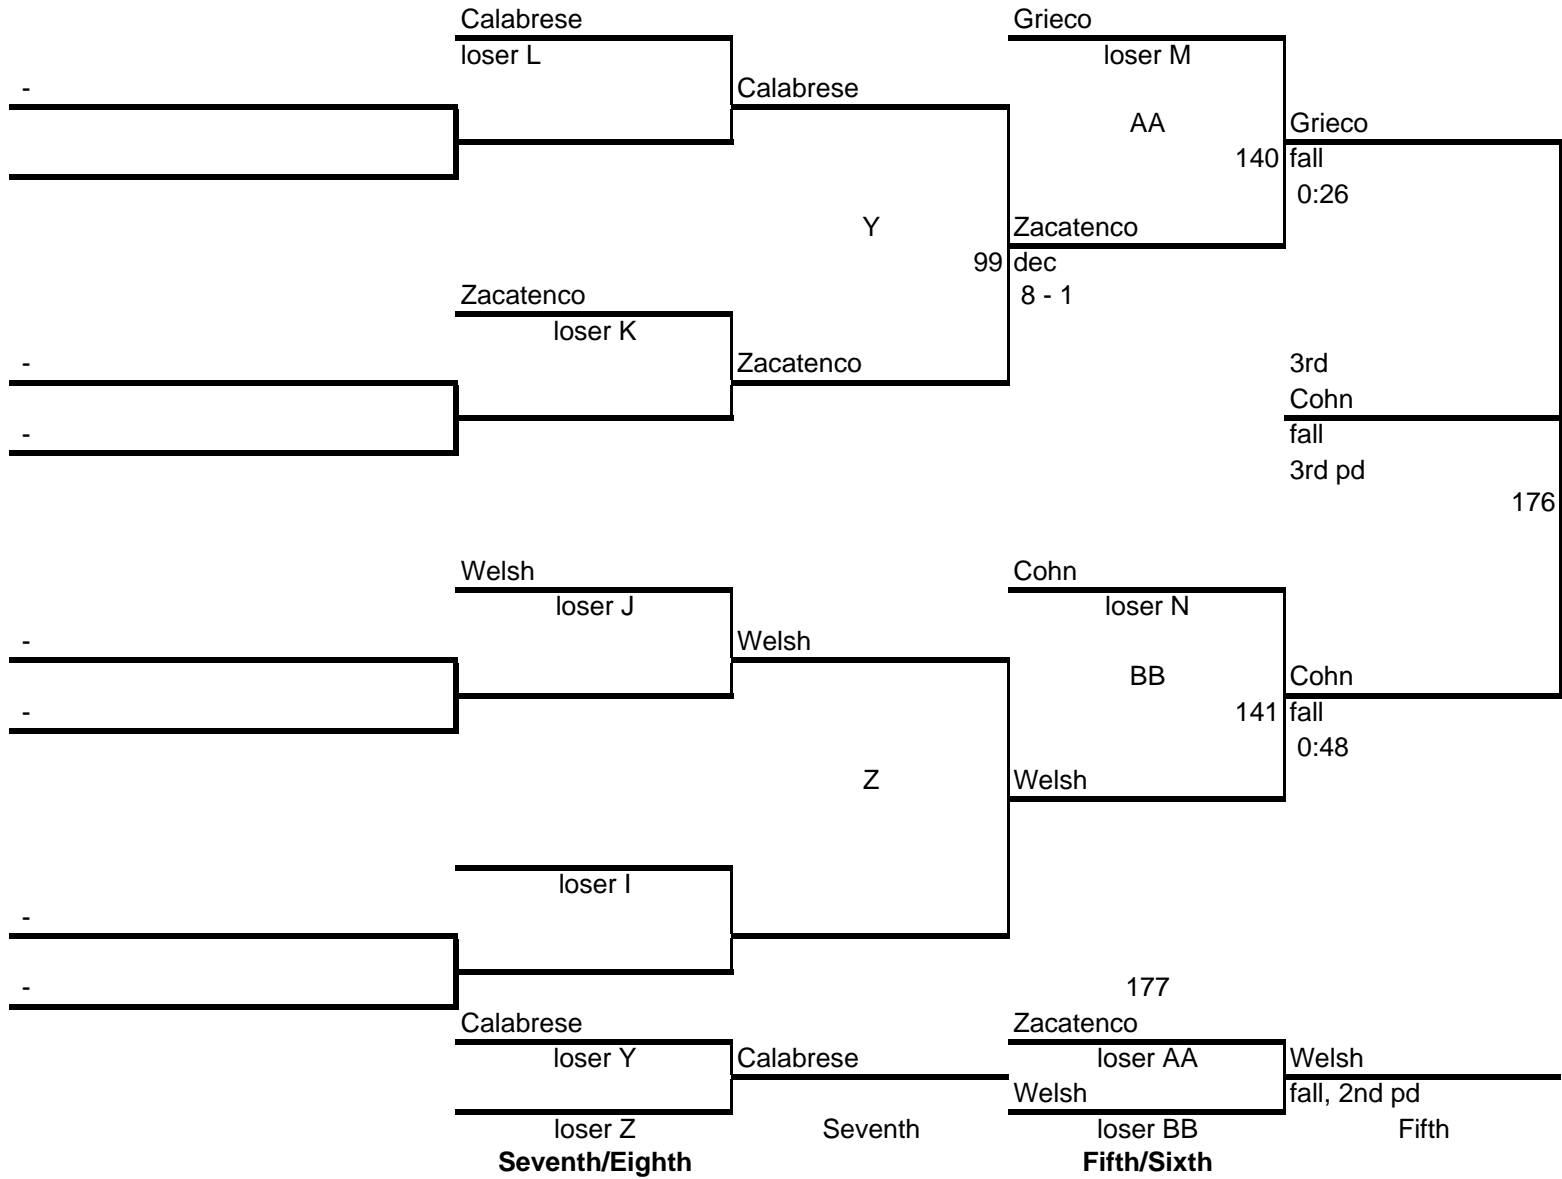 Calabrese
Grieco
loser L
loser M
-
Calabrese
AA
Grieco
140
fall
0:26
Y
Zacatenco
99
dec
8 - 1
Zacatenco
loser K
-
Zacatenco
3rd
Cohn
-
fall
3rd pd
176
Welsh
Cohn
loser J
loser N
-
Welsh
BB
Cohn
-
141
fall
0:48
Z
Welsh
loser I
-
-
177
Calabrese
Zacatenco
loser Y
Calabrese
loser AA
Welsh
Welsh
fall, 2nd pd
loser Z
Seventh
loser BB
Fifth
Seventh/Eighth
Fifth/Sixth